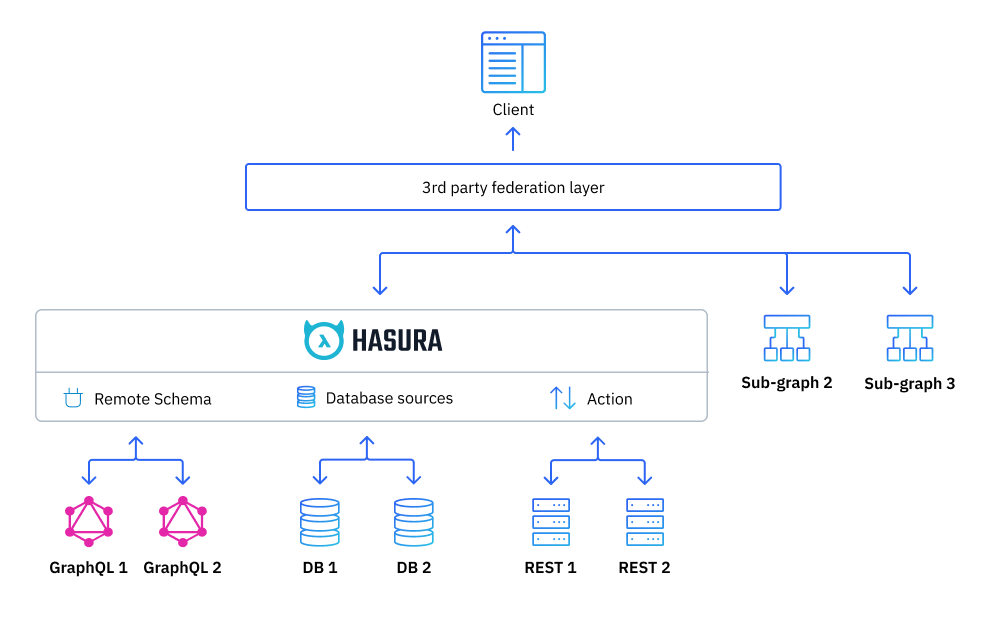 Client
3rd party federation layer
HASURA
Sub-graph 2
Sub-graph 3
Remote Schema
Database sources
Action
GraphQL 1
GraphQL 2
DB 1
DB 2
REST 1
REST 2